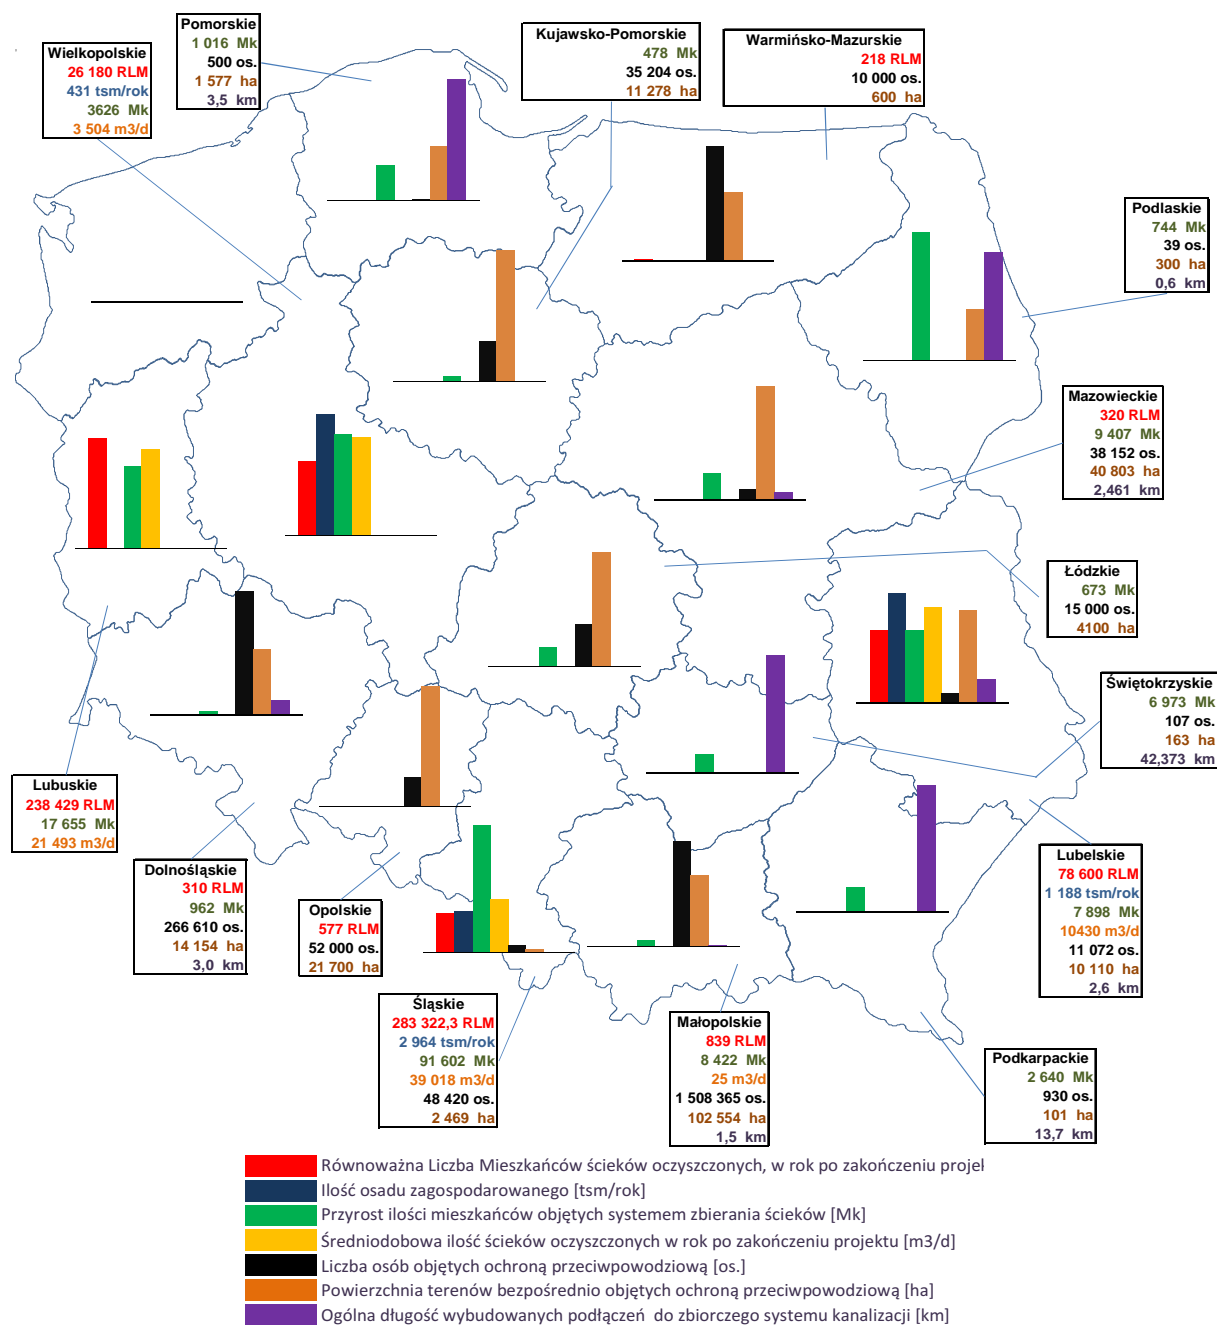 Pomorskie
1 016  Mk
500 os.
1 577  ha
3,5  km
Wielkopolskie
26 180 RLM
431 tsm/rok
3626  Mk
3 504 m3/d
Kujawsko-Pomorskie
478  Mk
35 204 os.
11 278  ha
Warmińsko-Mazurskie
218 RLM
10 000 os.
600  ha
Podlaskie
744  Mk
39 os.
300  ha
0,6  km
Mazowieckie
320 RLM
9 407  Mk
38 152 os.
40 803  ha
2,461  km
Łódzkie
673  Mk
15 000 os.
4100  ha
Świętokrzyskie
6 973  Mk
107 os.
163  ha
42,373  km
Lubuskie
238 429 RLM
17 655  Mk
21 493 m3/d
Dolnośląskie
310 RLM
962  Mk
266 610 os.
14 154  ha
3,0  km
Opolskie
577 RLM
52 000 os.
21 700  ha
Lubelskie
78 600 RLM
1 188 tsm/rok
7 898  Mk
10430 m3/d
11 072 os.
10 110  ha
2,6  km
Śląskie
283 322,3 RLM
2 964 tsm/rok
91 602  Mk
39 018 m3/d
48 420 os.
2 469  ha
Małopolskie
839 RLM
8 422  Mk
25 m3/d
1 508 365 os.
102 554  ha
1,5  km
Podkarpackie
2 640  Mk
930 os.
101  ha
13,7  km
Równoważna Liczba Mieszkańców ścieków oczyszczonych, w rok po zakończeniu projel
Ilość osadu zagospodarowanego [tsm/rok]
Przyrost ilości mieszkańców objętych systemem zbierania ścieków [Mk]
Średniodobowa ilość ścieków oczyszczonych w rok po zakończeniu projektu [m3/d]
Liczba osób objętych ochroną przeciwpowodziową [os.]
Powierzchnia terenów bezpośrednio objętych ochroną przeciwpowodziową [ha]
Ogólna długość wybudowanych podłączeń  do zbiorczego systemu kanalizacji [km]